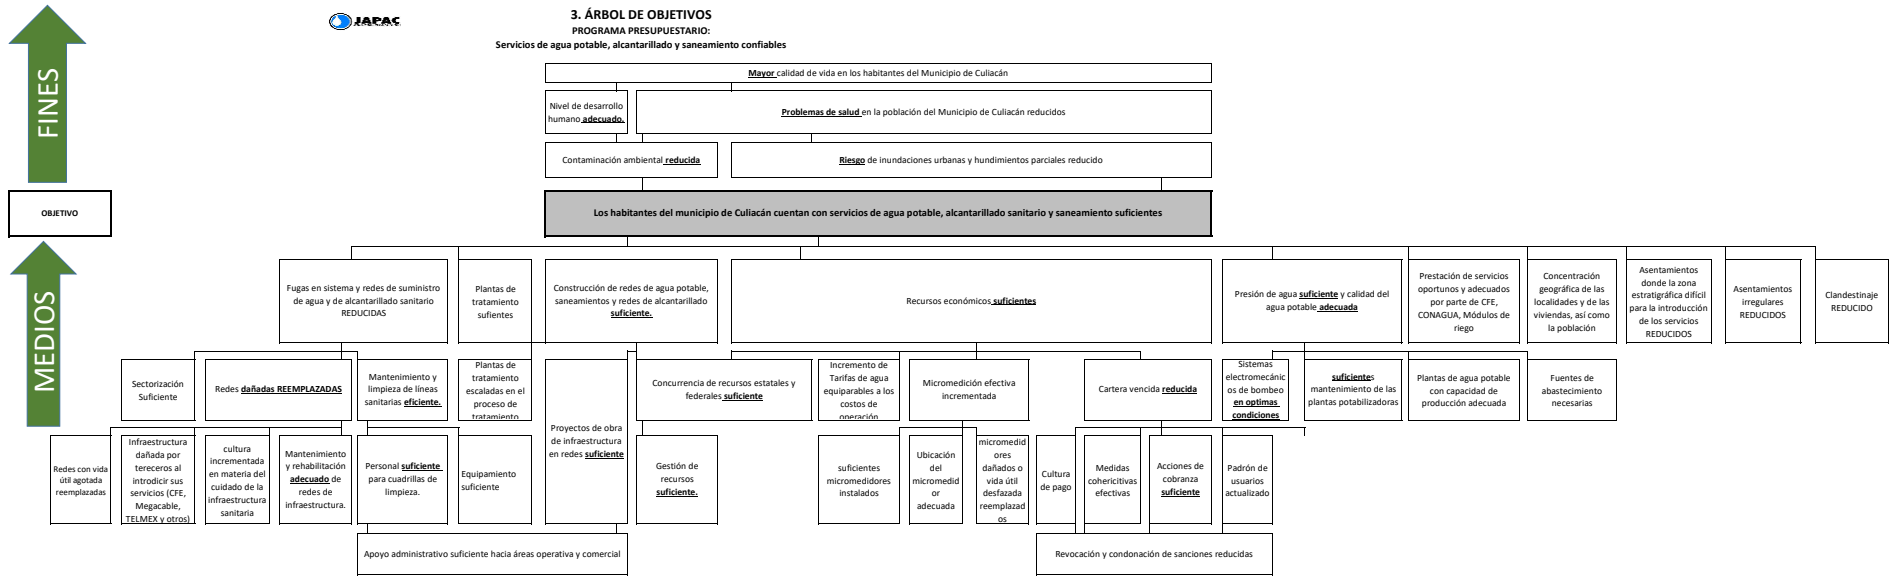 JAPAC
3. ÁRBOL DE OBJETIVOS
PROGRAMA PRESUPUESTARIO:
Servicios de agua potable, alcantarillado y saneamiento confiables
FINES
Mayor calidad de vida en los habitantes del Municipio de Culiacán
Nivel de desarrollo
humano adecuado.
Problemas de salud en la población del Municipio de Culiacán reducidos
Contaminación ambiental reducida
Riesgo de inundaciones urbanas y hundimientos parciales reducido
OBJETIVO
Los habitantes del municipio de Culiacán cuentan con servicios de agua potable, alcantarillado sanitario y saneamiento suficientes
MEDIOS
Fugas en sistema y redes de suministro
de agua y de alcantarillado sanitario
REDUCIDAS
Plantas de
tratamiento
sufientes
Construcción de redes de agua potable,
saneamientos y redes de alcantarillado
suficiente.
Recursos económicos suficientes
Presión de agua suficiente y calidad del
agua potable adecuada
Prestación de servicios
oportunos y adecuados
por parte de CFE,
CONAGUA, Módulos de
riego
Concentración
geográfica de las
localidades y de las
viviendas, así como
la población
Asentamientos
donde la zona
estratigráfica difícil
para la introducción
de los servicios
REDUCIDOS
Asentamientos
irregulares
REDUCIDOS
Clandestinaje
REDUCIDO
Sectorización
Suficiente
Redes dañadas REEMPLAZADAS
Mantenimiento y
limpieza de líneas
sanitarias eficiente.
Plantas de
tratamiento
escaladas en el
proceso de
tratamiento
Proyectos de obra
de infraestructura
en redes suficiente
Concurrencia de recursos estatales y
federales suficiente
Incremento de
Tarifas de agua
equiparables a los
costos de
operación
Micromedición efectiva
incrementada
Cartera vencida reducida
Sistemas
electromecánic
os de bombeo
en optimas
condiciones
suficientes
mantenimiento de las
plantas potabilizadoras
Plantas de agua potable
con capacidad de
producción adecuada
Fuentes de
abastecimiento
necesarias
Redes con vida
útil agotada
reemplazadas
Infraestructura
dañada por
tereceros al
introdicir sus
servicios (CFE,
Megacable,
TELMEX y otros)
cultura
incrementada
en materia del
cuidado de la
infraestructura
sanitaria
Mantenimiento
y rehabilitación
adecuado de
redes de
infraestructura.
Personal suficiente
para cuadrillas de
limpieza.
Equipamiento
suficiente
Gestión de
recursos
suficiente.
suficientes
micromedidores
instalados
Ubicación
del
micromedid
or
adecuada
micromedid
ores
dañados o
vida útil
desfazada
reemplazad
os
Cultura
de pago
Medidas
cohericitivas
efectivas
Acciones de
cobranza
suficiente
Padrón de
usuarios
actualizado
Apoyo administrativo suficiente hacia áreas operativa y comercial
Revocación y condonación de sanciones reducidas